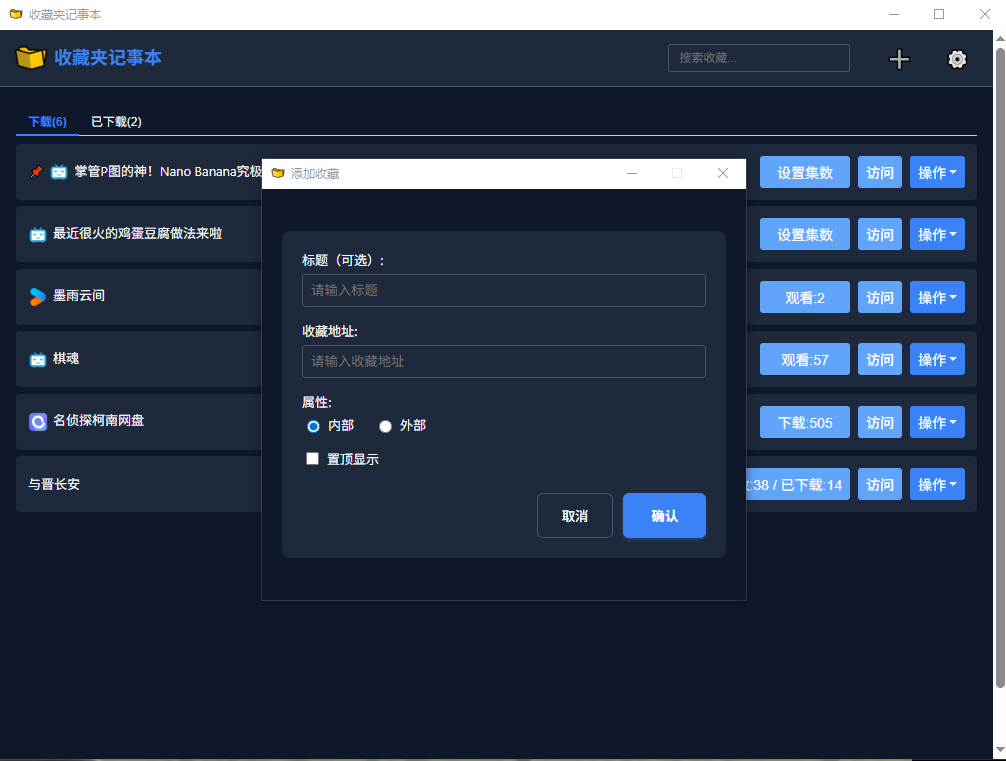 收藏夹记事本
收藏夹记事本
搜索收藏...
下载(6)
已下载(2)
掌管P图的神！Nano Banana究极
设置集数
访问
操作
最近很火的鸡蛋豆腐做法来啦
设置集数
访问
操作
墨雨云间
观看:2
访问
操作
棋魂
观看:57
访问
操作
名侦探柯南网盘
下载:505
访问
操作
与晋长安
:38 / 已下载:14
访问
操作
添加收藏
标题（可选）:
请输入标题
收藏地址:
请输入收藏地址
属性:
内部
外部
置顶显示
取消
确认